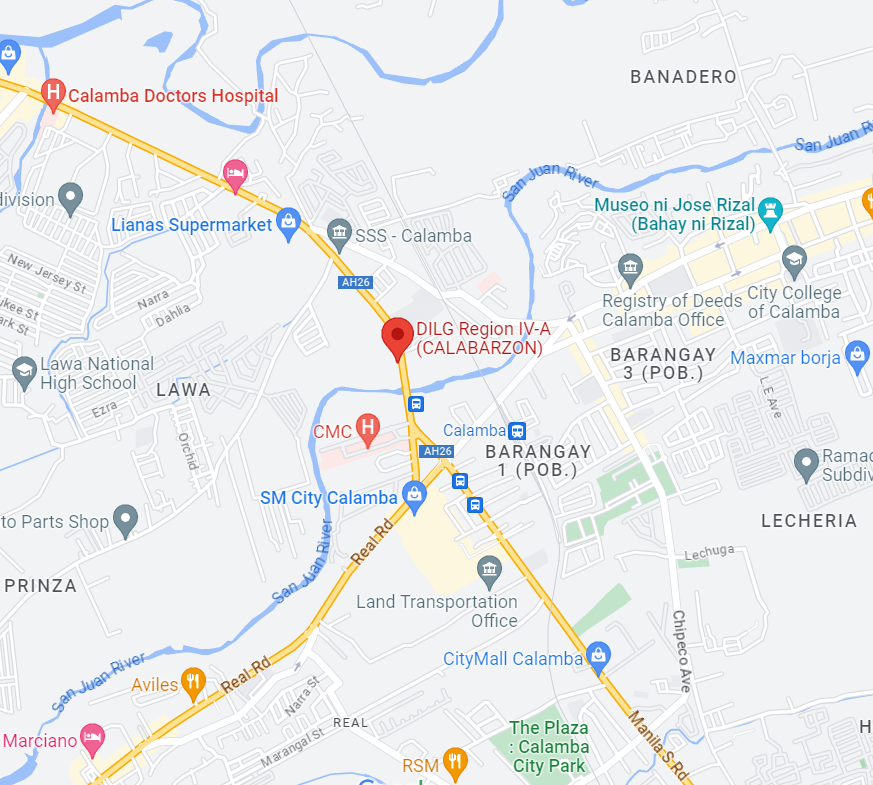 BANADERO
Calamba Doctors Hospital
San Juan River
San Juan River
division
Museo ni Jose Rizal
(Bahay ni Rizal)
Lianas Supermarket
SSS - Calamba
New Jersey St
AH26
Narra
Dahlia
Registry of Deeds
Calamba Office
City College
of Calamba
DILG Region IV-A
(CALABARZON)
BARANGAY
3 (POB.)
Maxmar borja
Lawa National
High School
LAWA
Ezra
L.E Ave
Orchid
CMC
Calamba
AH26
BARANGAY
1 (POB.)
SM City Calamba
to Parts Shop
LECHERIA
Real Rd
San Juan River
Lechuga
PRINZA
Land Transportation
Office
Chipeco Ave
CityMall Calamba
San Juan River
Aviles
Real Rd
Narra St
REAL
Marangal St
Manila S Rd
Marciano
The Plaza
: Calamba
City Park
RSM